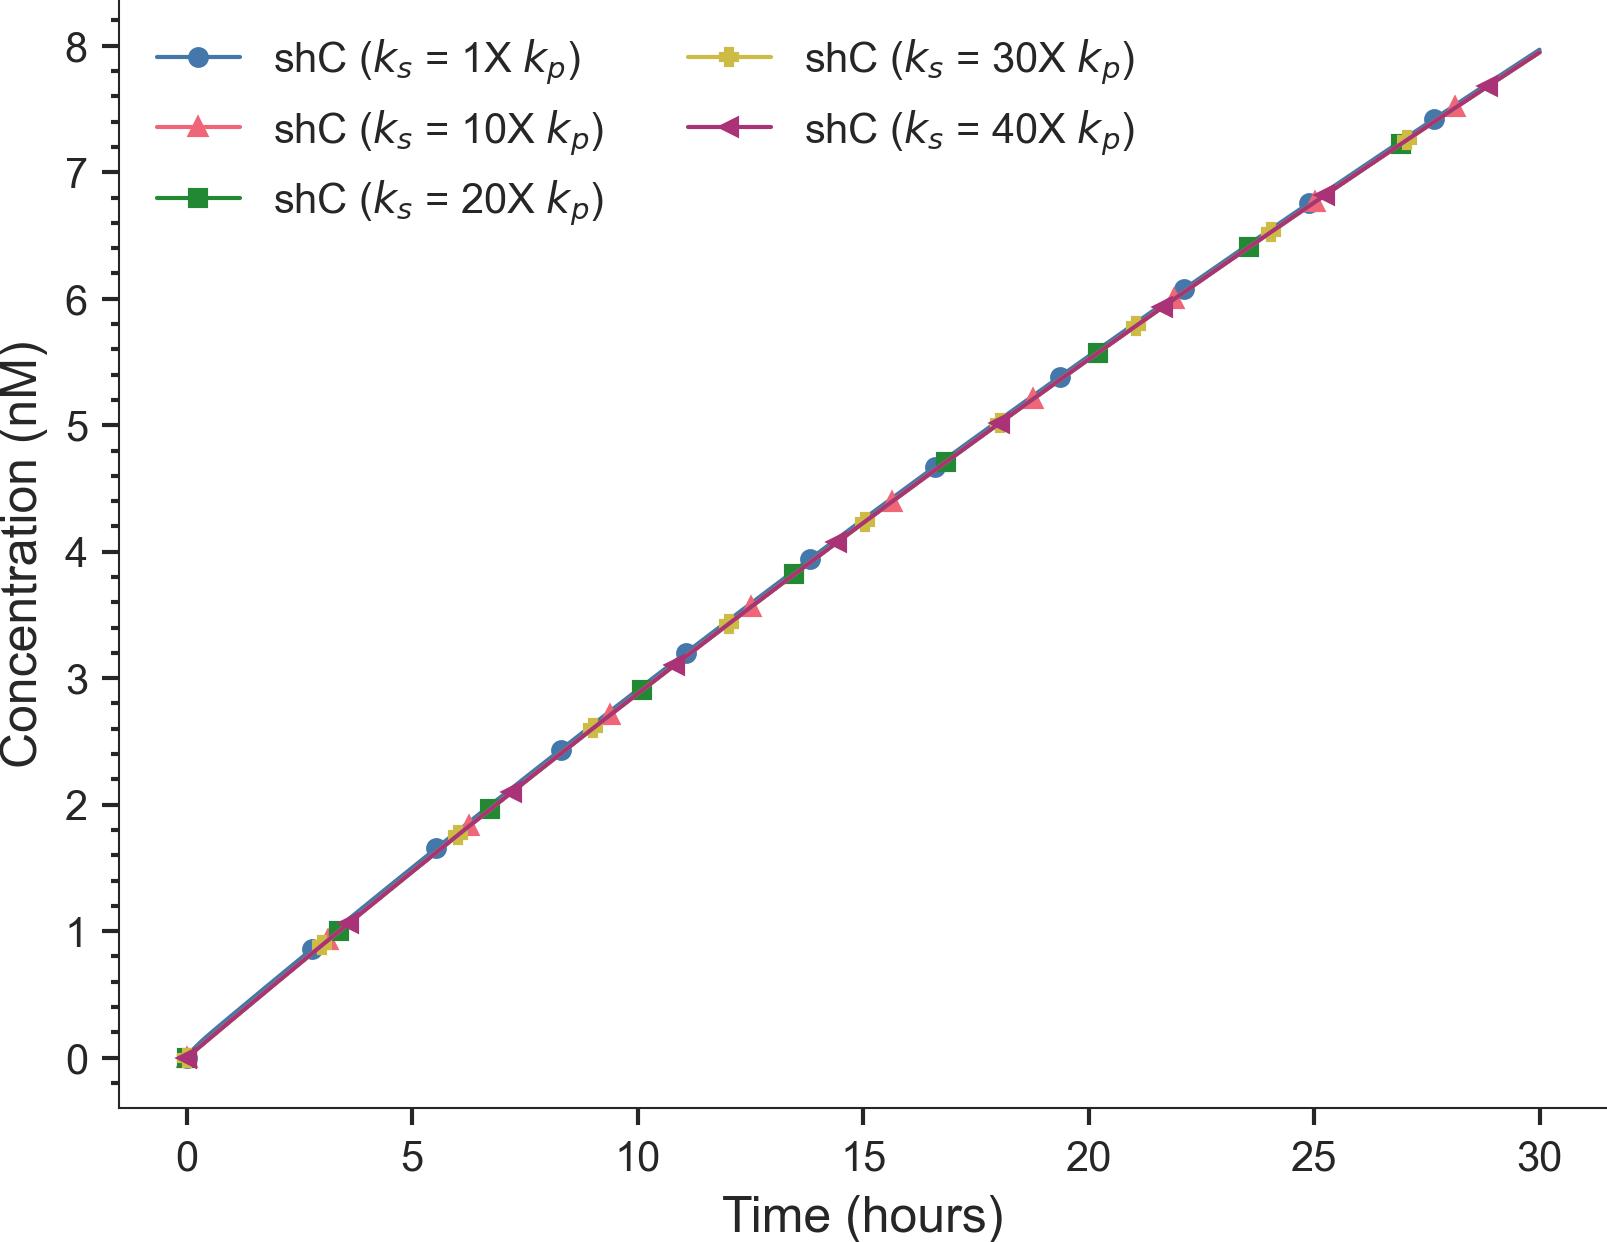 shC (kₛ = 1X kₚ)
shC (kₛ = 10X kₚ)
shC (kₛ = 20X kₚ)
shC (kₛ = 30X kₚ)
shC (kₛ = 40X kₚ)
Concentration (nM)
8
7
6
5
4
3
2
1
0
0 5 10 15 20 25 30
Time (hours)